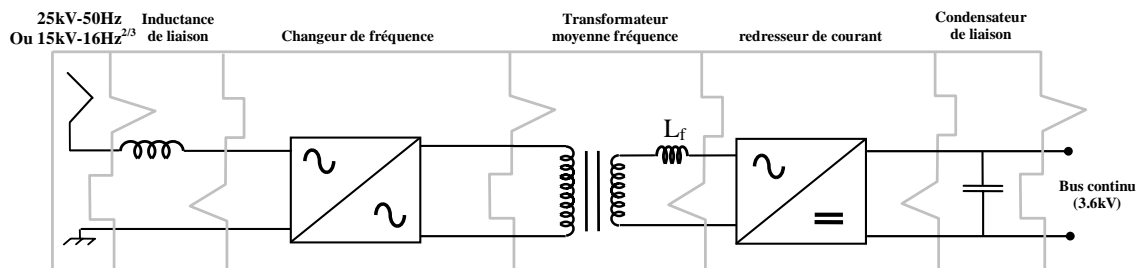 25kV-50Hz
Ou 15kV-16Hz2/3
Inductance
de liaison
Changeur de fréquence
Transformateur
moyenne fréquence
redresseur de courant
Condensateur
de liaison
Lf
Bus continu
(3.6kV)